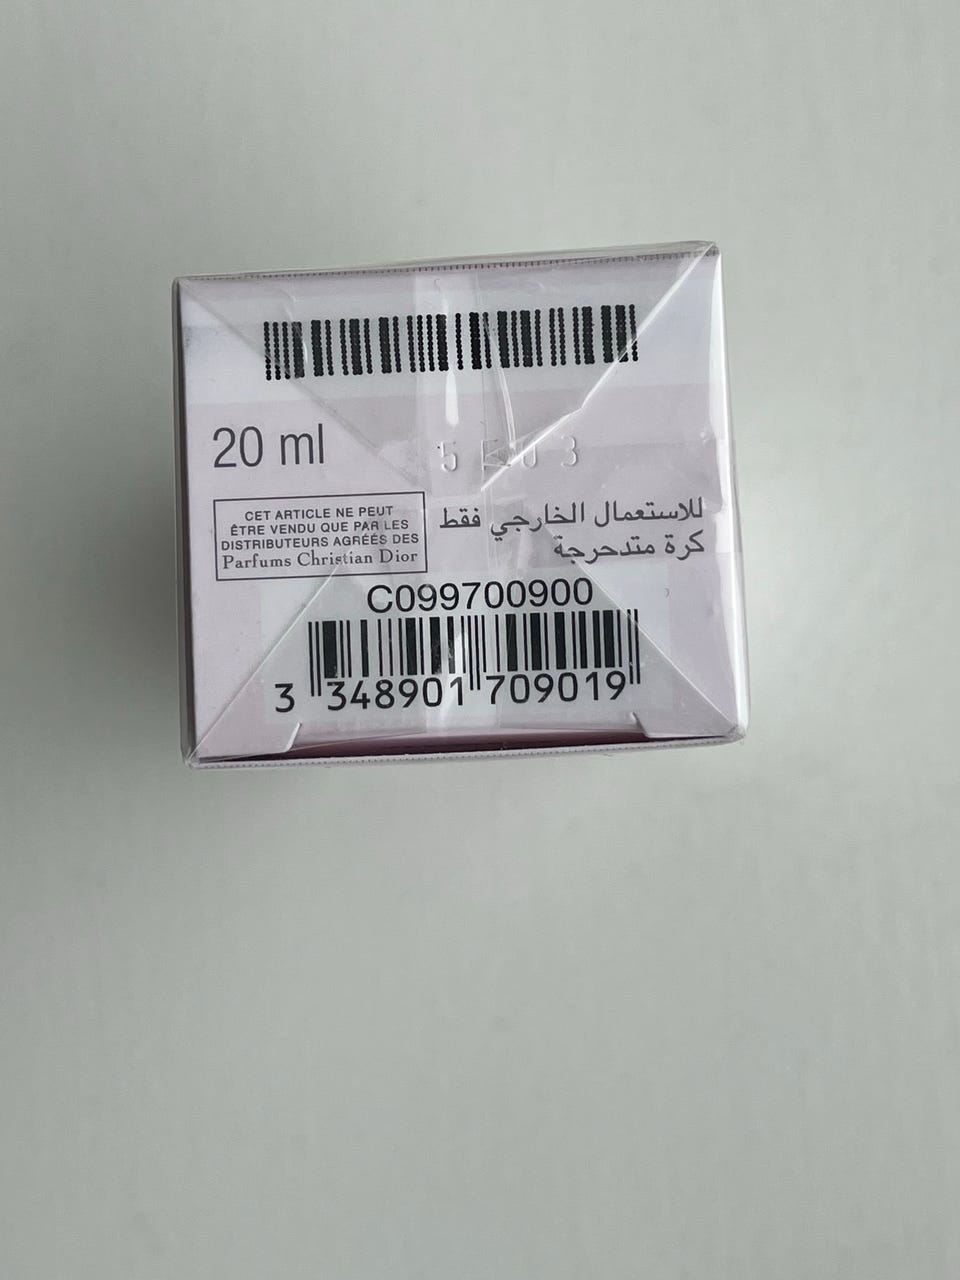 20 ml
CET ARTICLE NE PEUT
ÊTRE VENDU QUE PAR LES
DISTRIBUTEURS AGRÉÉS DES
Parfums Christian Dior
للاستعمال الخارجي فقط
كرة متدحرجة
C099700900
3 348901 709019